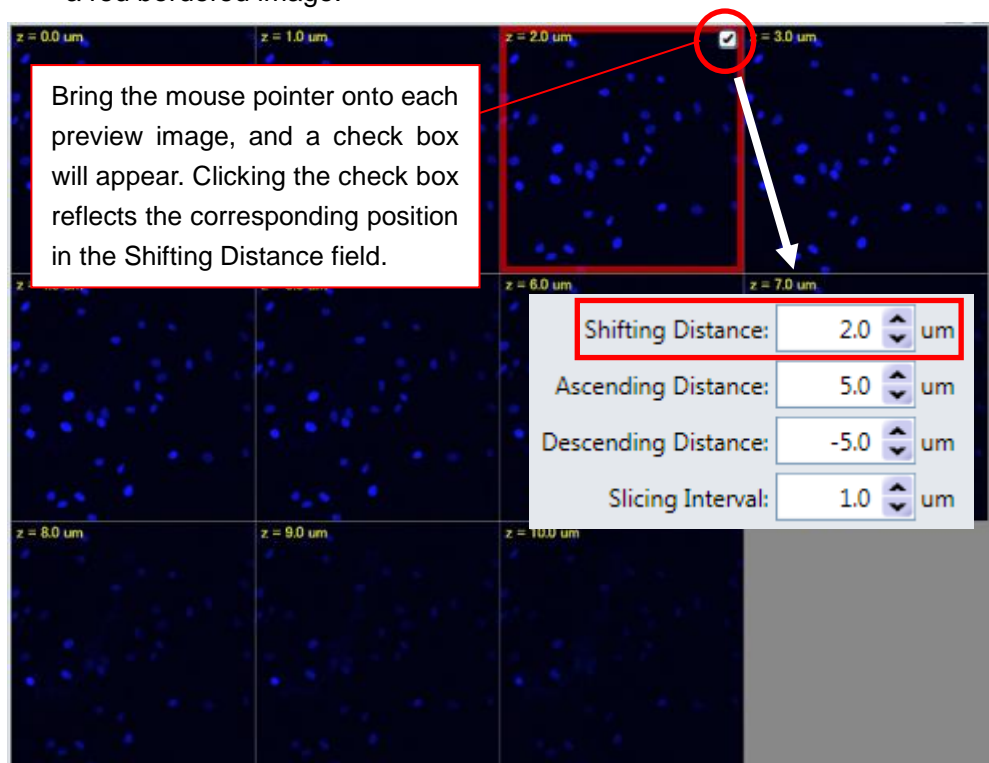 a red bordered image.
z = 0.0 um
z = 1.0 um
z = 2.0 um
z = 3.0 um
Bring the mouse pointer onto each
preview image, and a check box
will appear. Clicking the check box
reflects the corresponding position
in the Shifting Distance field.
z = 6.0 um
z = 7.0 um
Shifting Distance: 2.0 um
Ascending Distance: 5.0 um
Descending Distance: -5.0 um
Slicing Interval: 1.0 um
z = 8.0 um
z = 9.0 um
z = 10.0 um